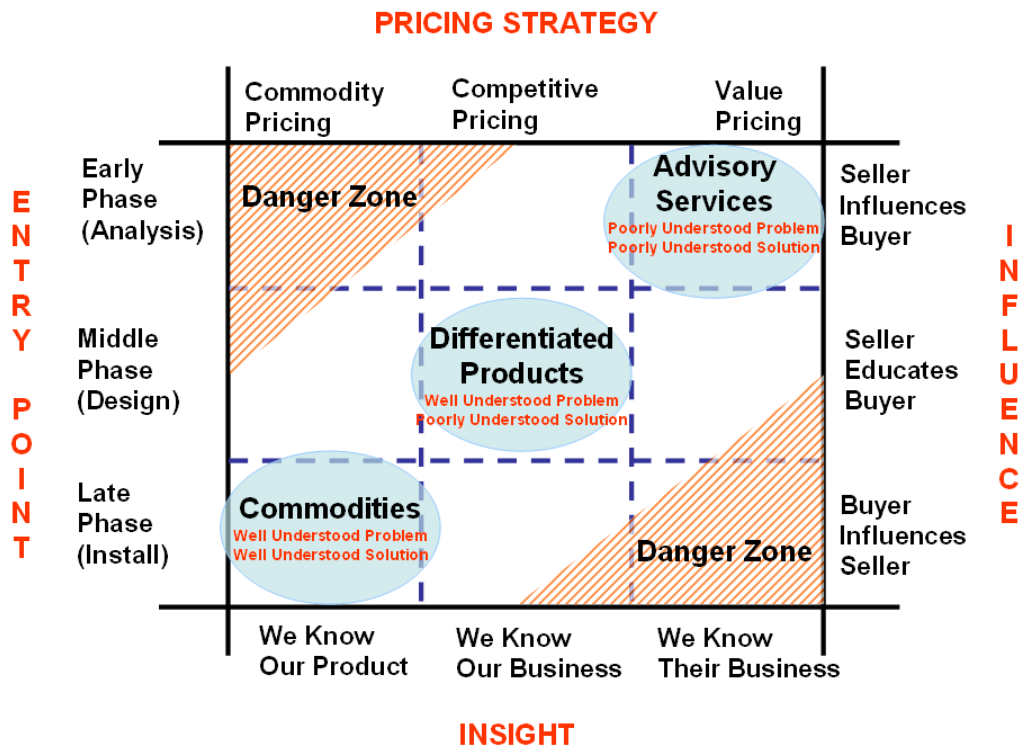 PRICING STRATEGY
Commodity
Pricing
Competitive
Pricing
Value
Pricing
ENTRY POINT
Early
Phase
(Analysis)
Danger Zone
Advisory
Services
Poorly Understood Problem
Poorly Understood Solution
Seller
Influences
Buyer
INFLUENCE
Middle
Phase
(Design)
Differentiated
Products
Well Understood Problem
Poorly Understood Solution
Seller
Educates
Buyer
Late
Phase
(Install)
Commodities
Well Understood Problem
Well Understood Solution
Danger Zone
Buyer
Influences
Seller
We Know
Our Product
We Know
Our Business
We Know
Their Business
INSIGHT